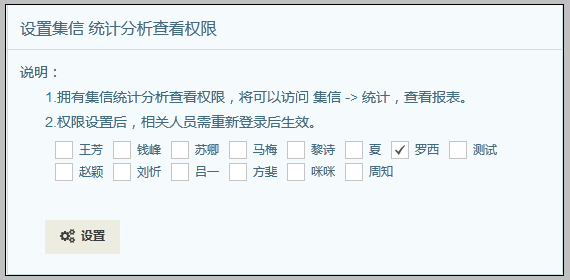 设置集信 统计分析查看权限
说明：
1.拥有集信统计分析查看权限，将可以访问 集信 -> 统计，查看报表。
2.权限设置后，相关人员需重新登录后生效。
王芳 钱峰 苏卿 马梅 黎诗 夏 罗西 测试
赵颖 刘忻 吕一 方斐 咪咪 周知
设置